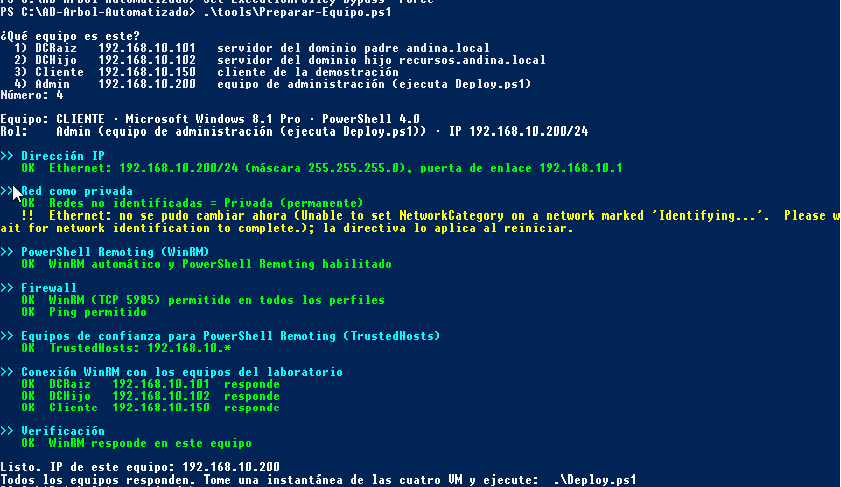 PS C:\AD-Arbol-Automatizado> Set-ExecutionPolicy Bypass -Force
PS C:\AD-Arbol-Automatizado> .\tools\Preparar-Equipo.ps1
¿Qué equipo es este?
1) DCRaiz 192.168.10.101 servidor del dominio padre andina.local
2) DCHijo 192.168.10.102 servidor del dominio hijo recursos.andina.local
3) Cliente 192.168.10.150 cliente de la demostración
4) Admin 192.168.10.200 equipo de administración (ejecuta Deploy.ps1)
Número: 4
Equipo: CLIENTE · Microsoft Windows 8.1 Pro · PowerShell 4.0
Rol: Admin (equipo de administración (ejecuta Deploy.ps1)) · IP 192.168.10.200/24
>> Dirección IP
OK Ethernet: 192.168.10.200/24 (máscara 255.255.255.0), puerta de enlace 192.168.10.1
>> Red como privada
OK Redes no identificadas = Privada (permanente)
!! Ethernet: no se pudo cambiar ahora (Unable to set NetworkCategory on a network marked 'Identifying...'. Please w
ait for network identification to complete.); la directiva lo aplica al reiniciar.
>> PowerShell Remoting (WinRM)
OK WinRM automático y PowerShell Remoting habilitado
>> Firewall
OK WinRM (TCP 5985) permitido en todos los perfiles
OK Ping permitido
>> Equipos de confianza para PowerShell Remoting (TrustedHosts)
OK TrustedHosts: 192.168.10.*
>> Conexión WinRM con los equipos del laboratorio
OK DCRaiz 192.168.10.101 responde
OK DCHijo 192.168.10.102 responde
OK Cliente 192.168.10.150 responde
>> Verificación
OK WinRM responde en este equipo
Listo. IP de este equipo: 192.168.10.200
Todos los equipos responden. Tome una instantánea de las cuatro VM y ejecute: .\Deploy.ps1